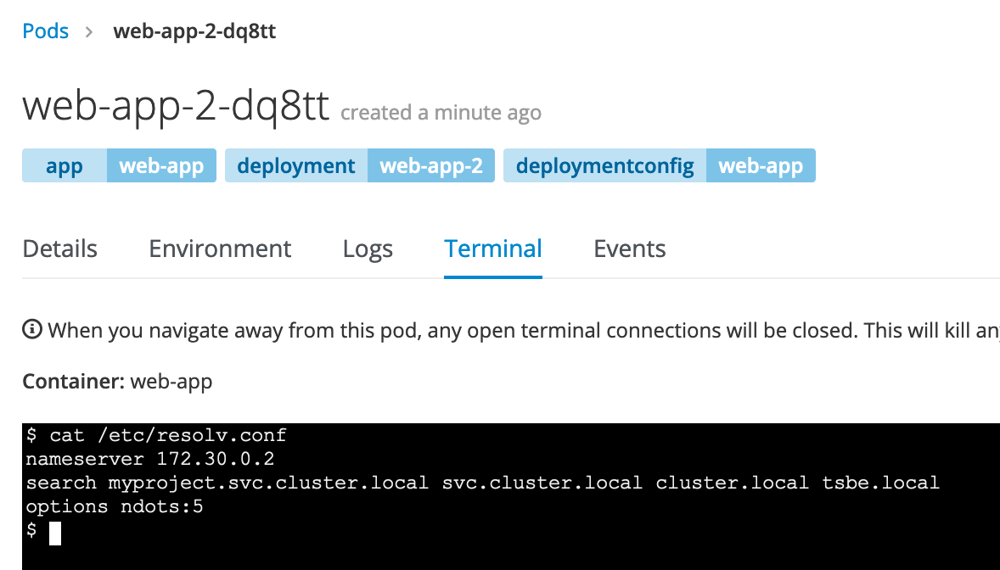 Pods > web-app-2-dq8tt
web-app-2-dq8tt created a minute ago
app web-app deployment web-app-2 deploymentconfig web-app
Details Environment Logs Terminal Events
When you navigate away from this pod, any open terminal connections will be closed. This will kill
Container: web-app
$ cat /etc/resolv.conf
nameserver 172.30.0.2
search myproject.svc.cluster.local svc.cluster.local cluster.local tsbe.local
options ndots:5
$